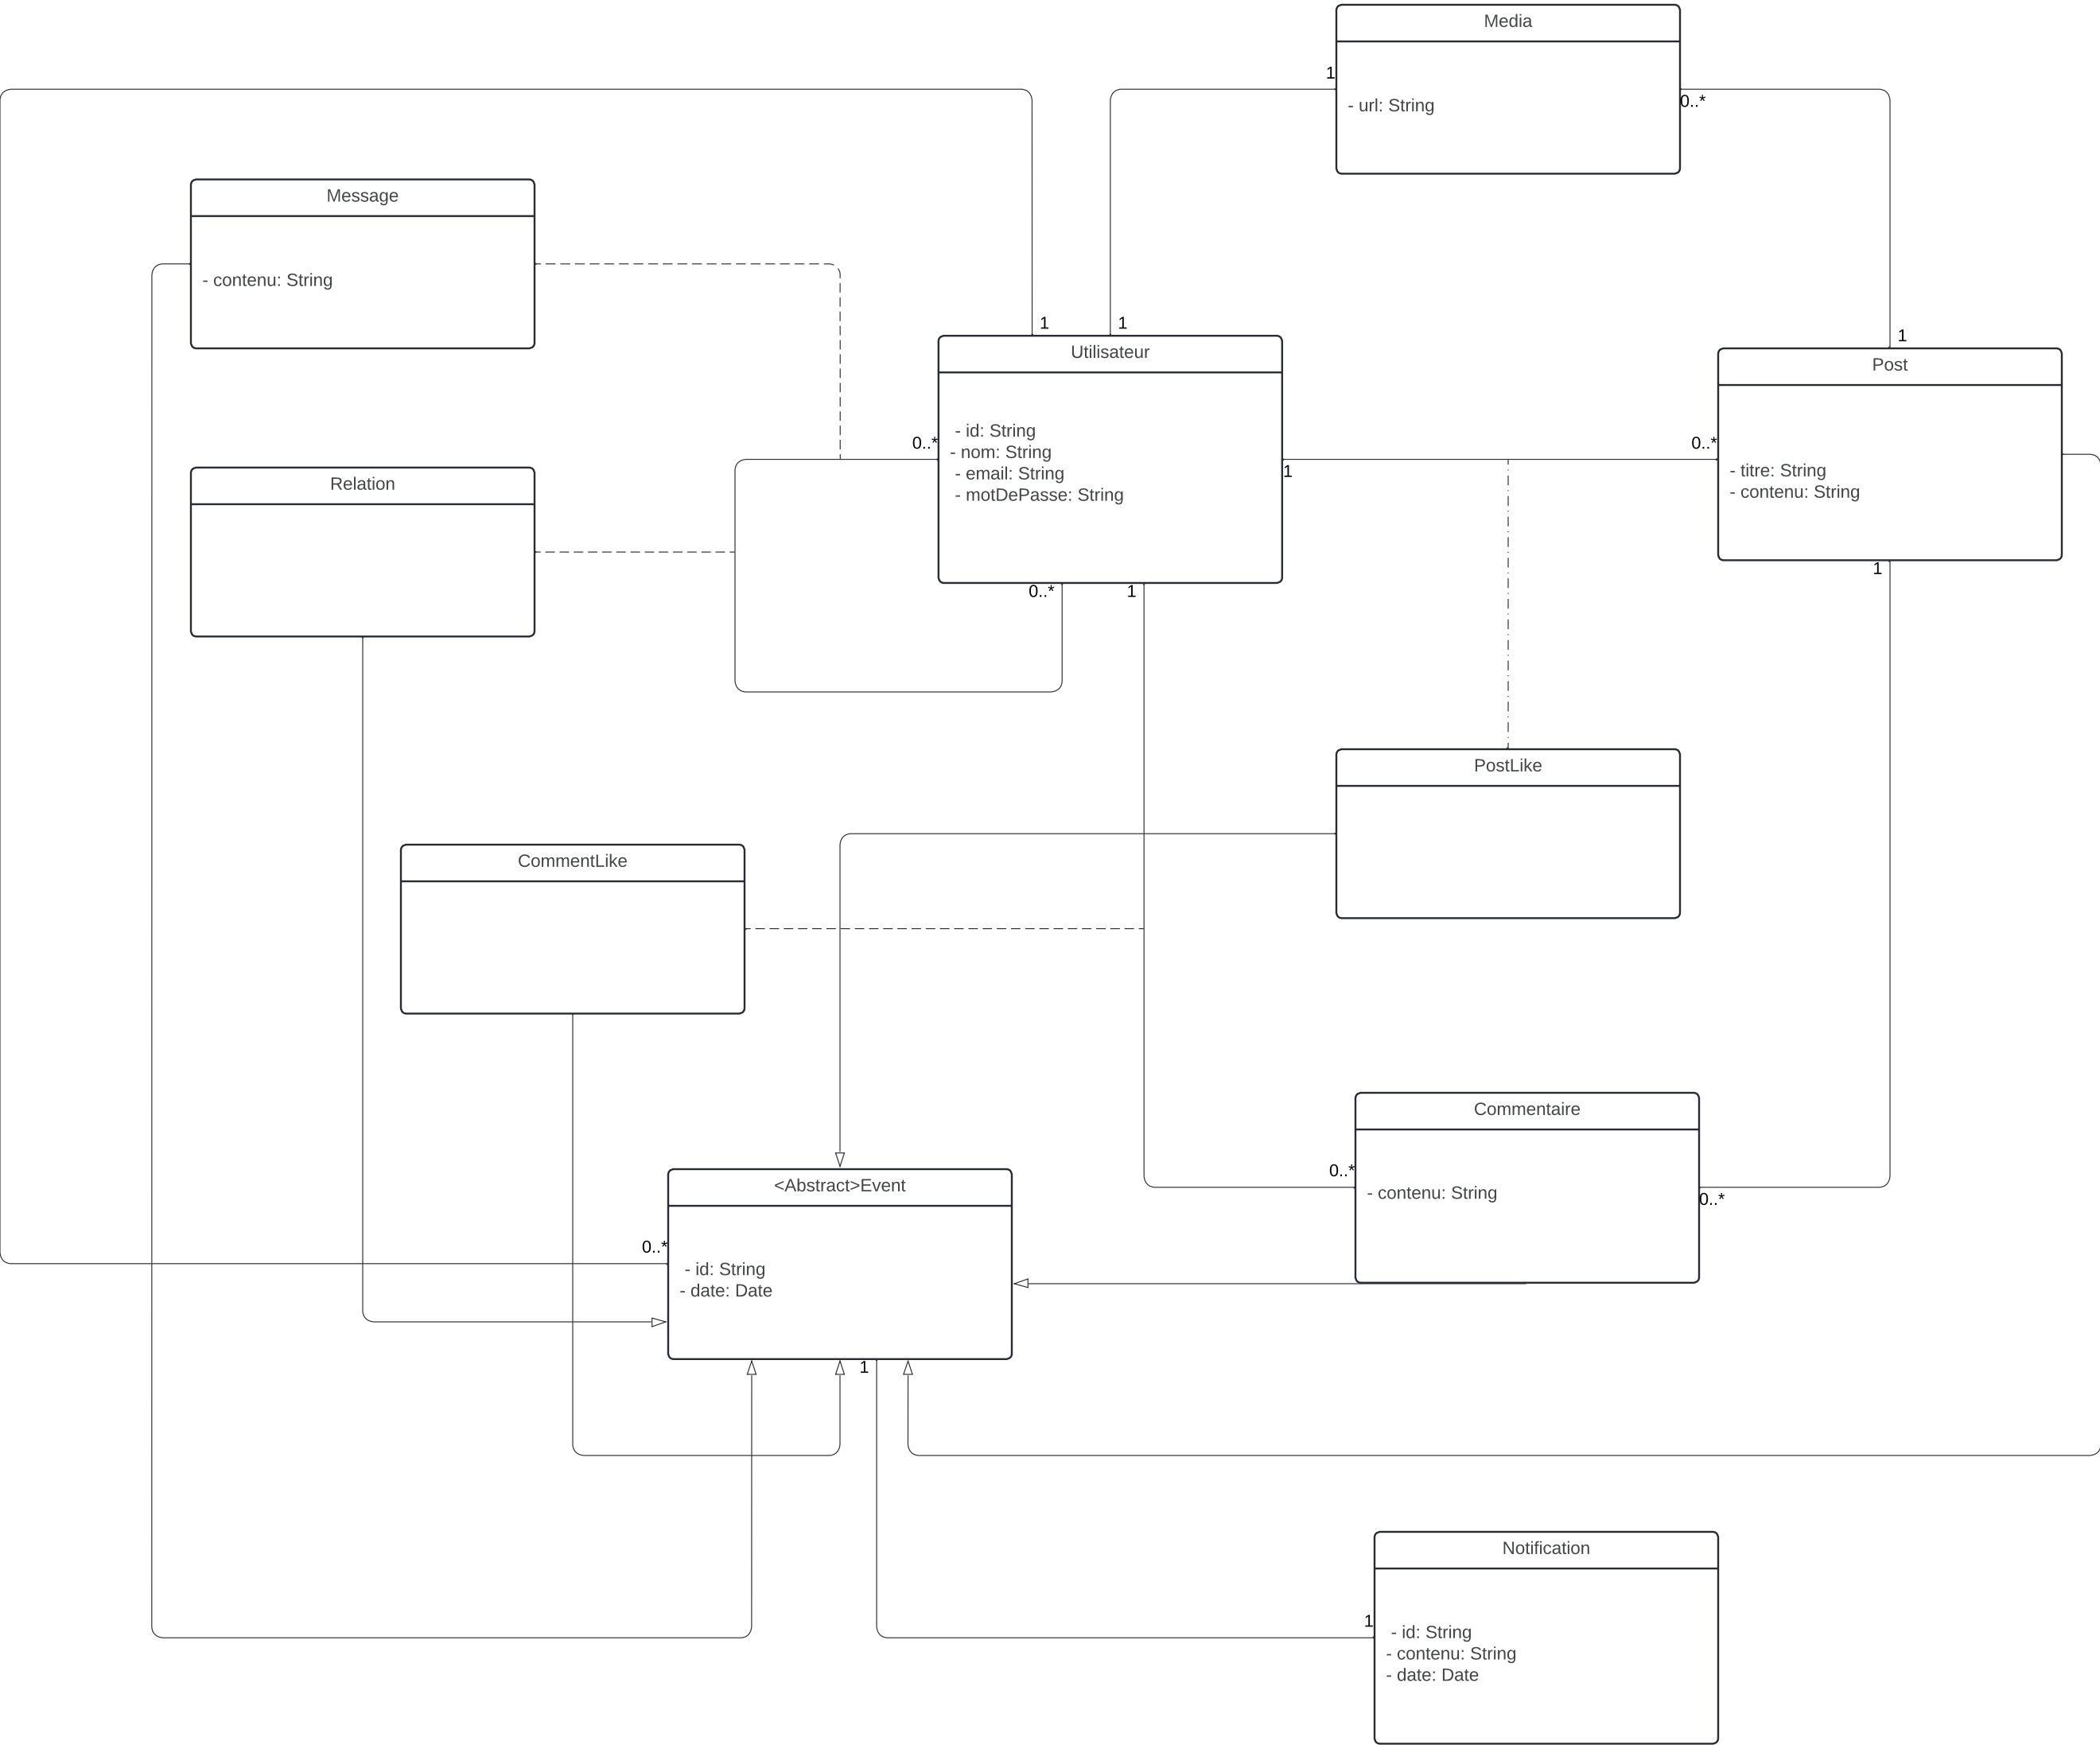 Media
- url: String
1
0..*
Message
- contenu: String
1
1
Utilisateur
- id: String
- nom: String
- email: String
- motDePasse: String
0..*
1
0..*
1
0..*
1
Post
- titre: String
- contenu: String
1
Relation
PostLike
CommentLike
Commentaire
- contenu: String
0..*
0..*
<Abstract>Event
- id: String
- date: Date
0..*
1
Notification
- id: String
- contenu: String
- date: Date
1